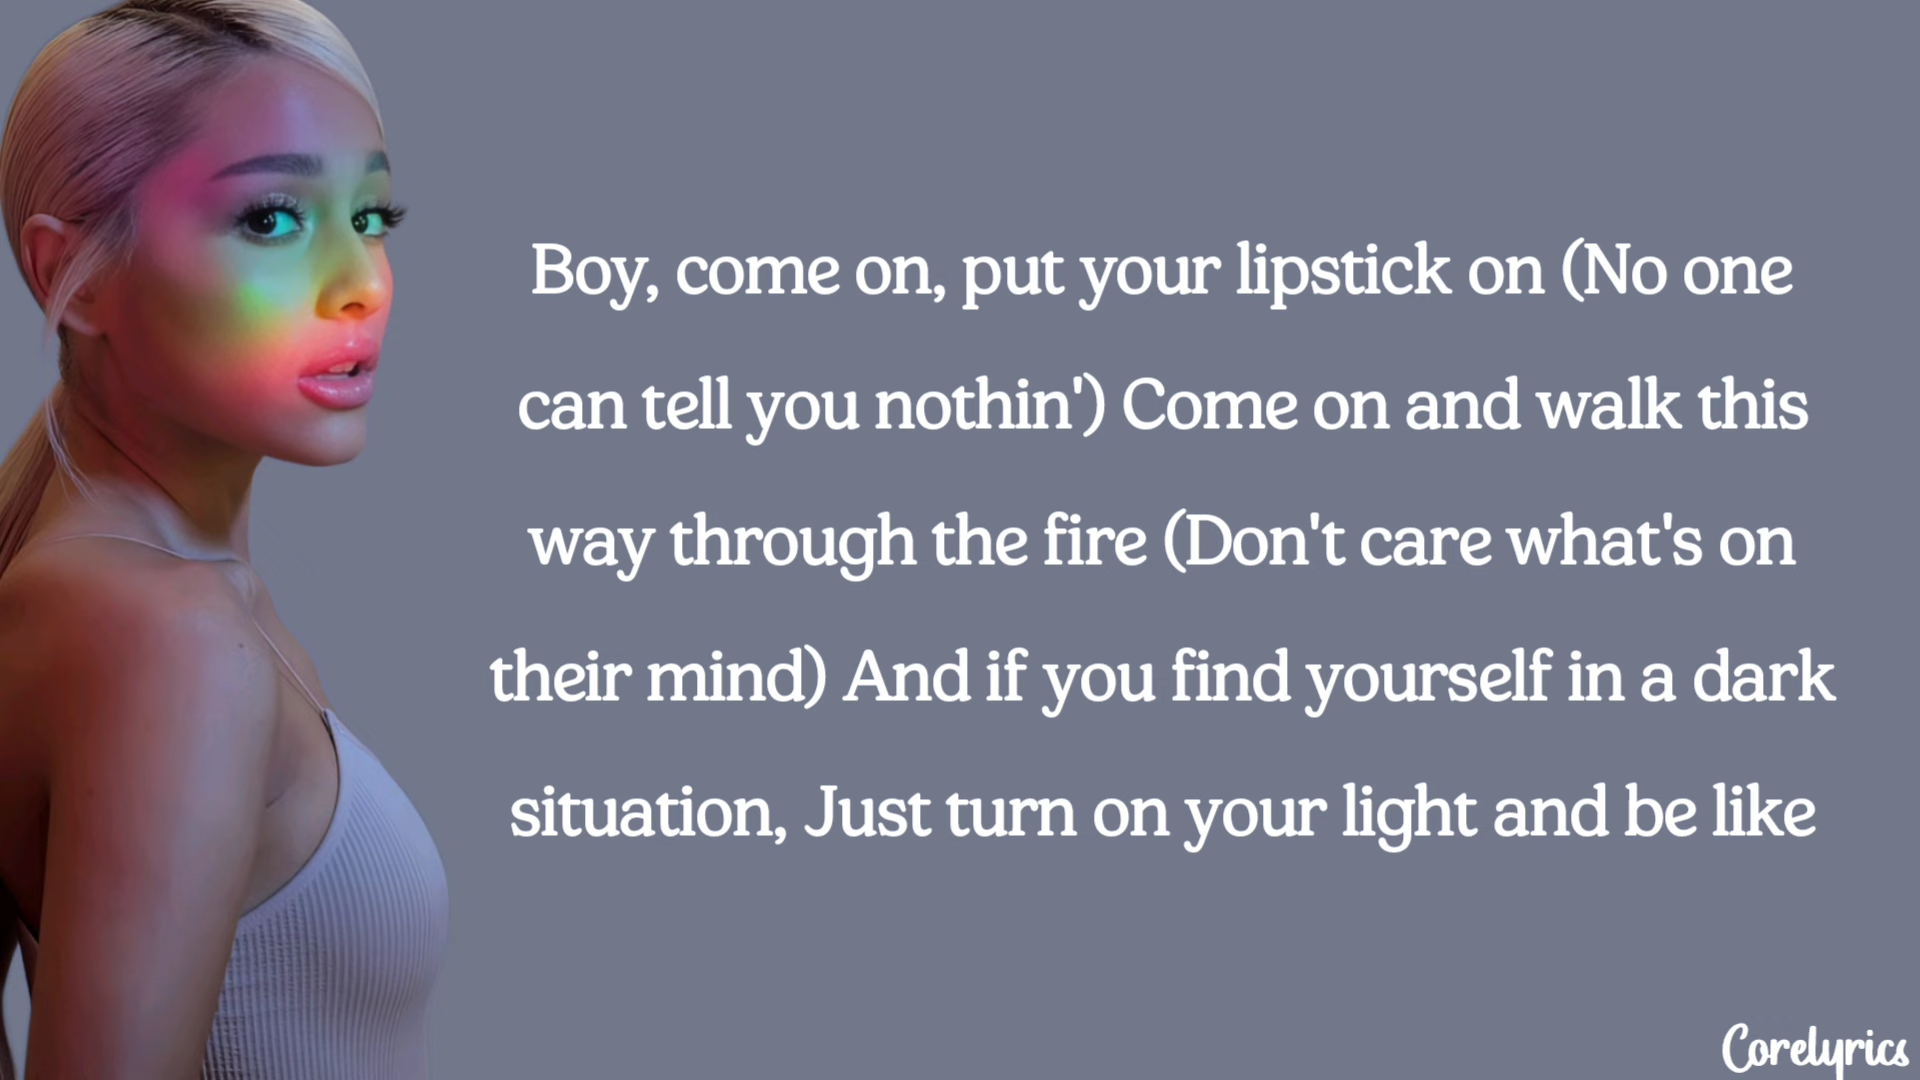 Boy, come on, put your lipstick on (No one
can tell you nothin') Come on and walk this
way through the fire (Don't care what's on
their mind) And if you find yourself in a dark
situation, Just turn on your light and be like
Corelyrics